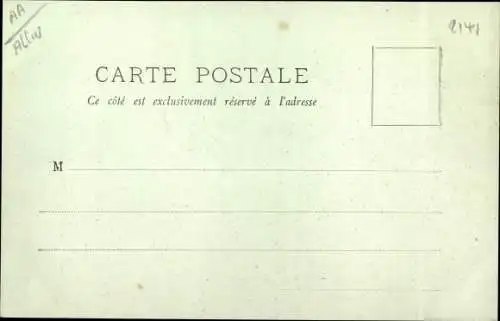 AA
2141
CARTE POSTALE
Ce côté est exclusivement réservé à l'adresse
M